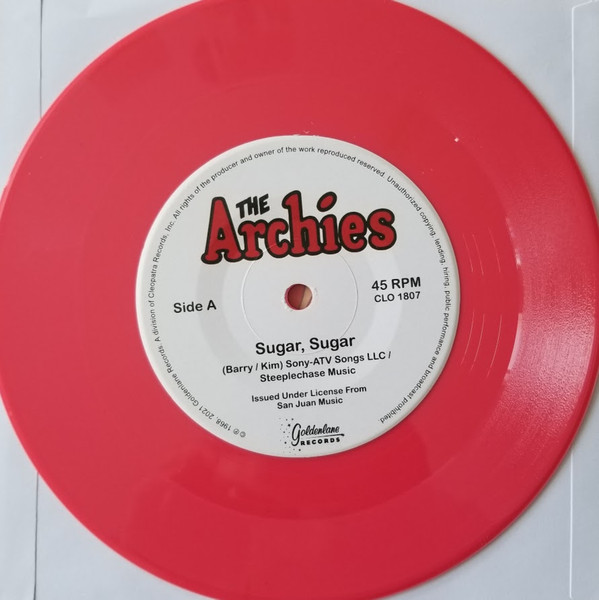 THE
Archies
Side A
45 RPM
CLO 1807
Sugar, Sugar
(Barry / Kim) Sony-ATV Songs LLC /
Steeplechase Music
Issued Under License From
San Juan Music
Goldenlane
RECORDS
©℗ 1968, 2021 Goldenlane Records. A division of Cleopatra Records, Inc. All rights of the producer and owner of the work reproduced reserved. Unauthorized copying, lending, hiring, public performance and broadcast prohibited.